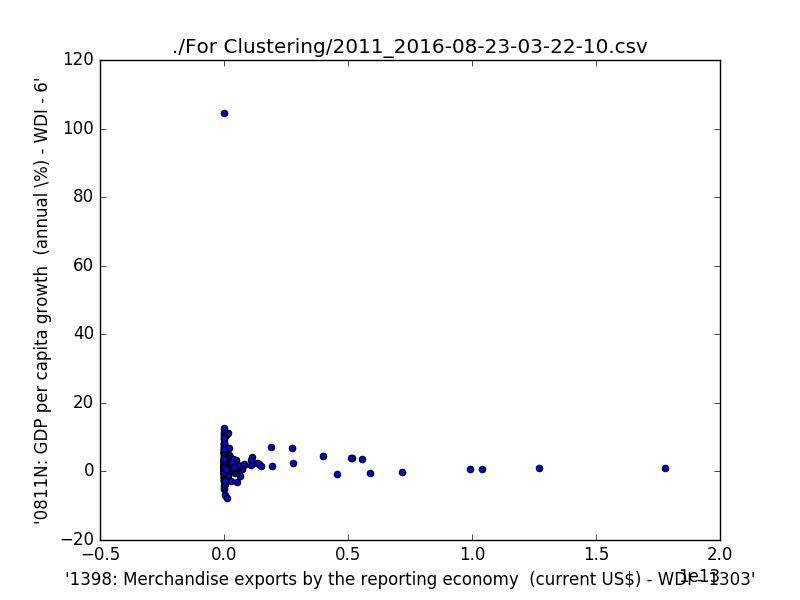 ./For Clustering/2011_2016-08-23-03-22-10.csv
120
100
80
60
40
20
0
−20
'0811N: GDP per capita growth  (annual \%) - WDI - 6'
−0.5 0.0 0.5 1.0 1.5 2.0
1e13
'1398: Merchandise exports by the reporting economy  (current US$) - WDI - 1303'